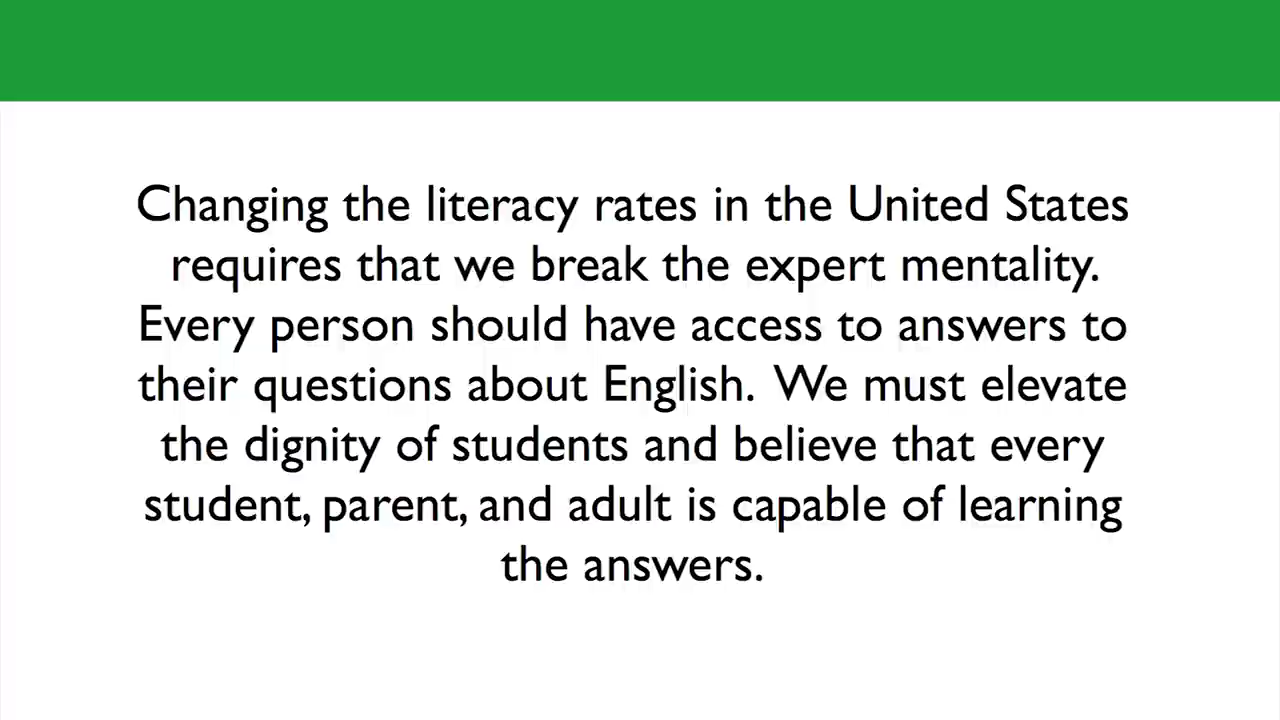 Changing the literacy rates in the United States
requires that we break the expert mentality.
Every person should have access to answers to
their questions about English. We must elevate
the dignity of students and believe that every
student, parent, and adult is capable of learning
the answers.